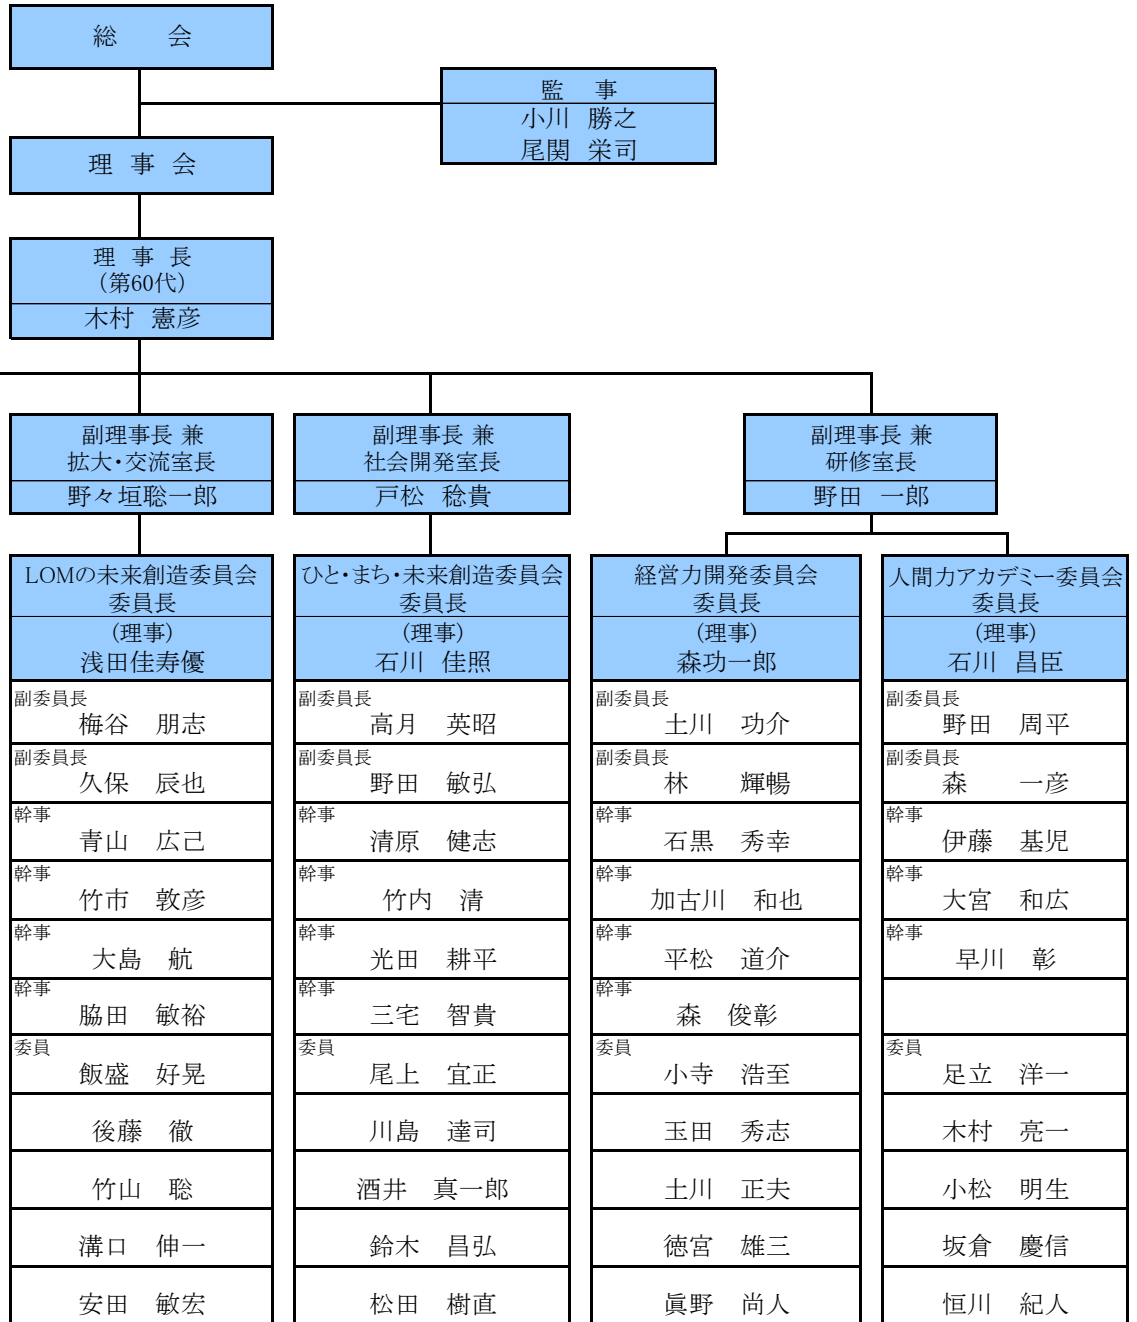 総　会
監　事
小川　勝之
尾関　栄司
理　事　会
理　事　長
（第60代）
木村　憲彦
副理事長 兼
拡大・交流室長
野々垣聡一郎
副理事長 兼
社会開発室長
戸松　稔貴
副理事長 兼
研修室長
野田　一郎
LOMの未来創造委員会
委員長
（理事）
浅田佳寿優
副委員長
梅谷　朋志
副委員長
久保　辰也
幹事
青山　広己
幹事
竹市　敦彦
幹事
大島　航
幹事
脇田　敏裕
委員
飯盛　好晃
後藤　徹
竹山　聡
溝口　伸一
安田　敏宏
ひと・まち・未来創造委員会
委員長
（理事）
石川　佳照
副委員長
高月　英昭
副委員長
野田　敏弘
幹事
清原　健志
幹事
竹内　清
幹事
光田　耕平
幹事
三宅　智貴
委員
尾上　宜正
川島　達司
酒井　真一郎
鈴木　昌弘
松田　樹直
経営力開発委員会
委員長
（理事）
森功一郎
副委員長
土川　功介
副委員長
林　　輝暢
幹事
石黒　秀幸
幹事
加古川　和也
幹事
平松　道介
幹事
森　俊彰
委員
小寺　浩至
玉田　秀志
土川　正夫
徳宮　雄三
眞野　尚人
人間力アカデミー委員会
委員長
（理事）
石川　昌臣
副委員長
野田　周平
副委員長
森　　一彦
幹事
伊藤　基児
幹事
大宮　和広
幹事
早川　彰
委員
足立　洋一
木村　亮一
小松　明生
坂倉　慶信
恒川　紀人